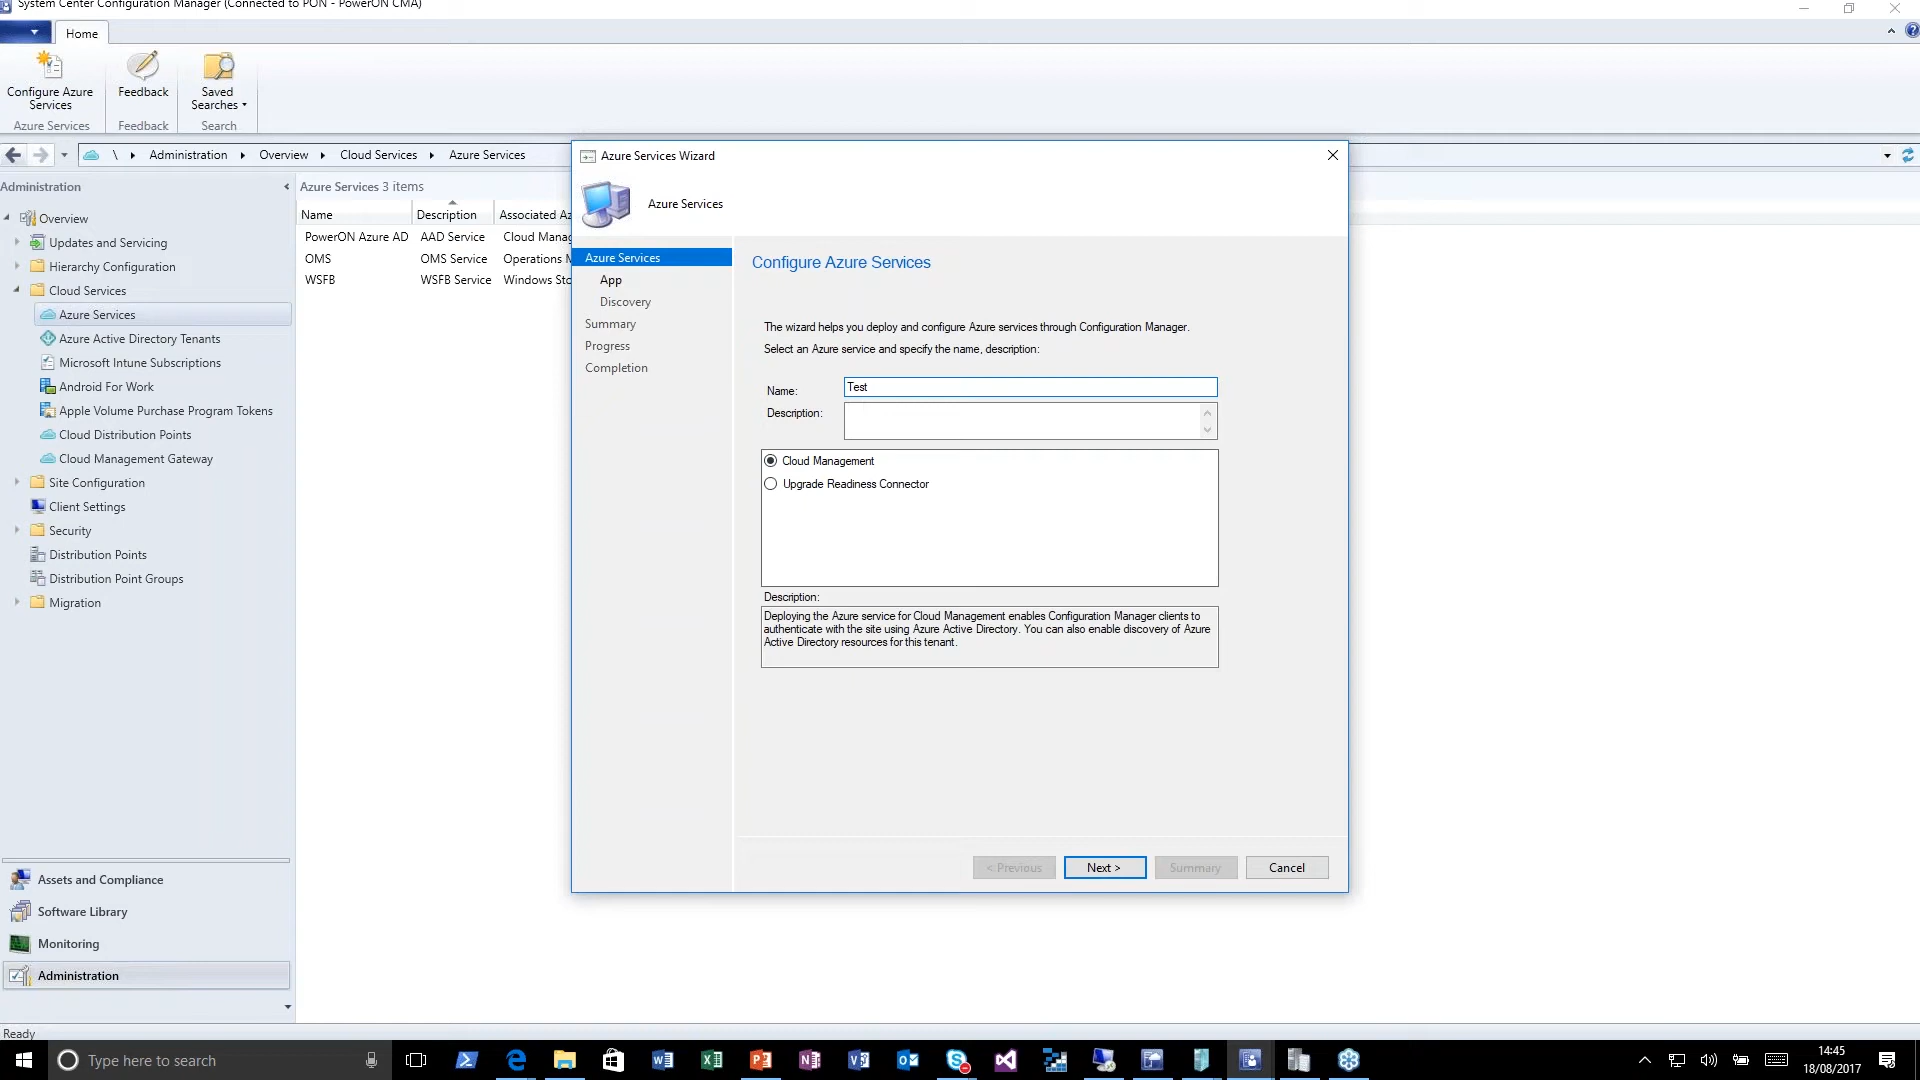 System Center Configuration Manager (Connected to PON - PowerON CMA)
Home
Configure Azure
Services
Feedback
Saved
Searches
Azure Services
Feedback
Search
\ Administration Overview Cloud Services Azure Services
Administration
Overview
Updates and Servicing
Hierarchy Configuration
Cloud Services
Azure Services
Azure Active Directory Tenants
Microsoft Intune Subscriptions
Android For Work
Apple Volume Purchase Program Tokens
Cloud Distribution Points
Cloud Management Gateway
Site Configuration
Client Settings
Security
Distribution Points
Distribution Point Groups
Migration
Assets and Compliance
Software Library
Monitoring
Administration
Azure Services 3 items
Name Description Associated Az
PowerON Azure AD AAD Service Cloud Manag
OMS OMS Service Operations M
WSFB WSFB Service Windows Sto
Azure Services Wizard
Azure Services
Azure Services
App
Discovery
Summary
Progress
Completion
Configure Azure Services
The wizard helps you deploy and configure Azure services through Configuration Manager.
Select an Azure service and specify the name, description:
Name: Test
Description:
Cloud Management
Upgrade Readiness Connector
Description:
Deploying the Azure service for Cloud Management enables Configuration Manager clients to
authenticate with the site using Azure Active Directory. You can also enable discovery of Azure
Active Directory resources for this tenant.
< Previous Next > Summary Cancel
Ready
Type here to search
14:45
18/08/2017